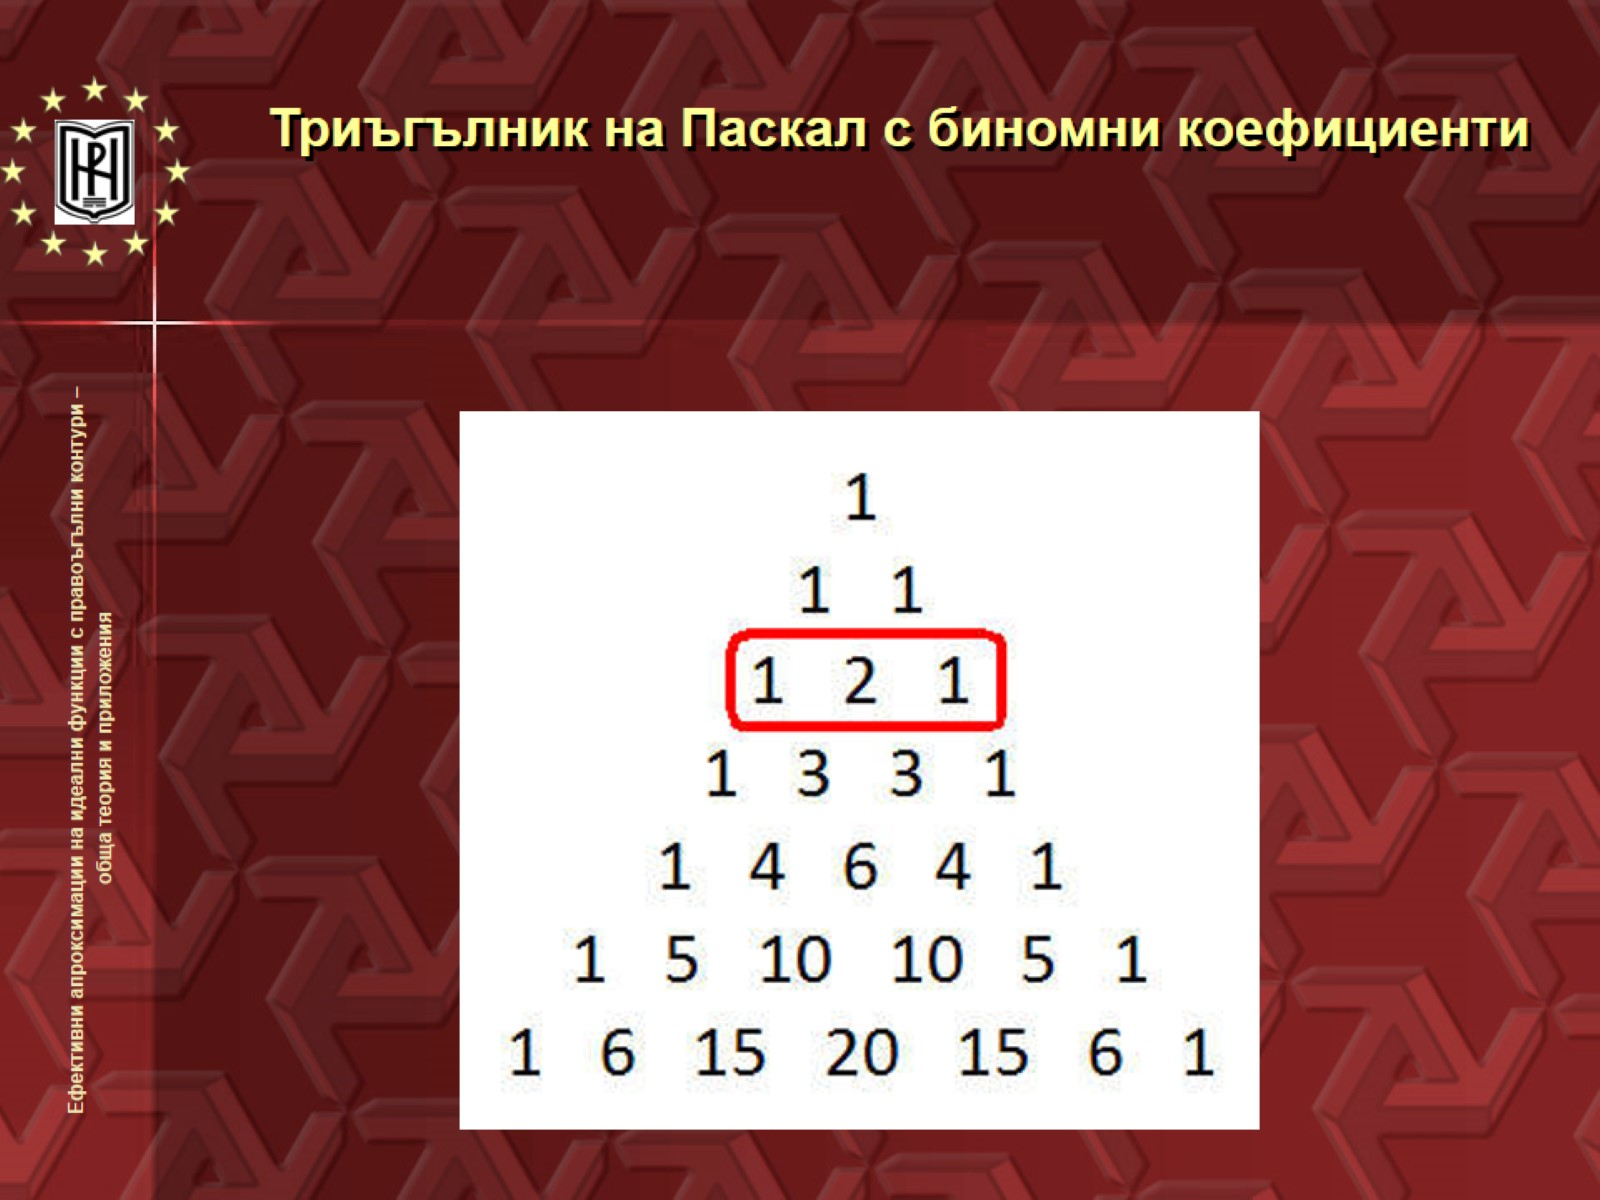 Триъгълник на Паскал с биномни коефициенти
Ефективни апроксимации на идеални функции с правоъгълни контури –
обща теория и приложения
1
1 1
1 2 1
1 3 3 1
1 4 6 4 1
1 5 10 10 5 1
1 6 15 20 15 6 1